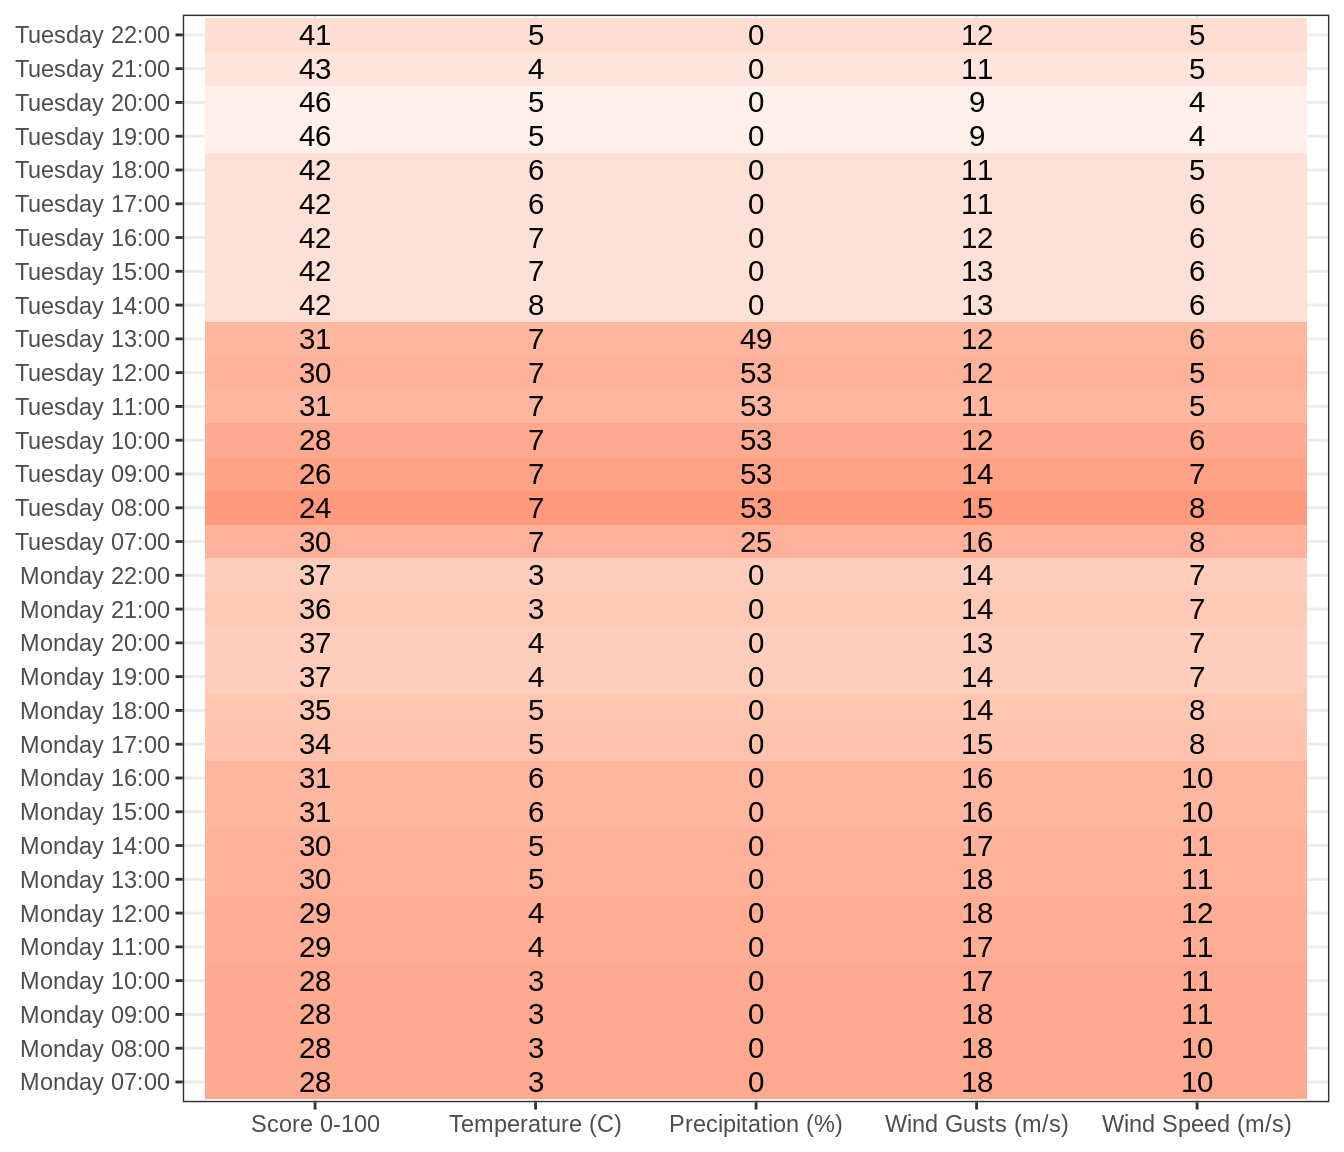 Tuesday 22:00 41 5 0 12 5
Tuesday 21:00 43 4 0 11 5
Tuesday 20:00 46 5 0 9 4
Tuesday 19:00 46 5 0 9 4
Tuesday 18:00 42 6 0 11 5
Tuesday 17:00 42 6 0 11 6
Tuesday 16:00 42 7 0 12 6
Tuesday 15:00 42 7 0 13 6
Tuesday 14:00 42 8 0 13 6
Tuesday 13:00 31 7 49 12 6
Tuesday 12:00 30 7 53 12 5
Tuesday 11:00 31 7 53 11 5
Tuesday 10:00 28 7 53 12 6
Tuesday 09:00 26 7 53 14 7
Tuesday 08:00 24 7 53 15 8
Tuesday 07:00 30 7 25 16 8
Monday 22:00 37 3 0 14 7
Monday 21:00 36 3 0 14 7
Monday 20:00 37 4 0 13 7
Monday 19:00 37 4 0 14 7
Monday 18:00 35 5 0 14 8
Monday 17:00 34 5 0 15 8
Monday 16:00 31 6 0 16 10
Monday 15:00 31 6 0 16 10
Monday 14:00 30 5 0 17 11
Monday 13:00 30 5 0 18 11
Monday 12:00 29 4 0 18 12
Monday 11:00 29 4 0 17 11
Monday 10:00 28 3 0 17 11
Monday 09:00 28 3 0 18 11
Monday 08:00 28 3 0 18 10
Monday 07:00 28 3 0 18 10
Score 0-100 Temperature (C) Precipitation (%) Wind Gusts (m/s) Wind Speed (m/s)